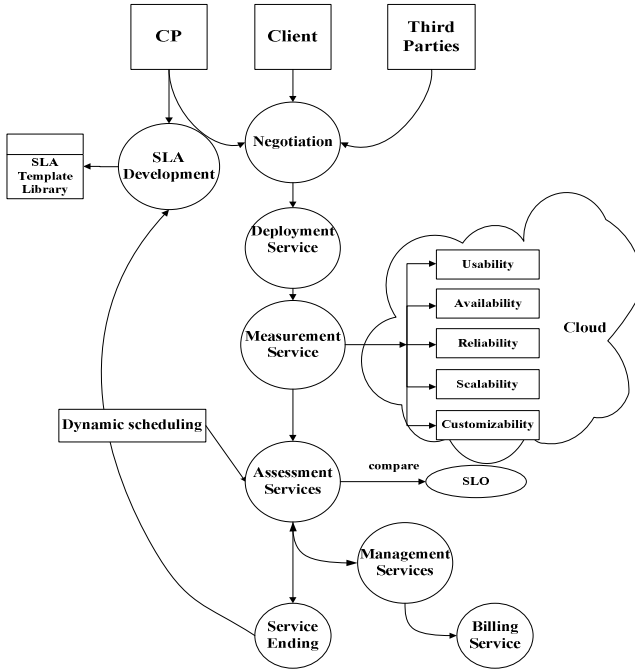 CP
Client
Third
Parties
Negotiation
SLA
Development
SLA
Template
Library
Deployment
Service
Usability
Availability
Cloud
Measurement
Service
Reliability
Scalability
Customizability
Dynamic scheduling
Assessment
Services
compare
SLO
Management
Services
Service
Ending
Billing
Service